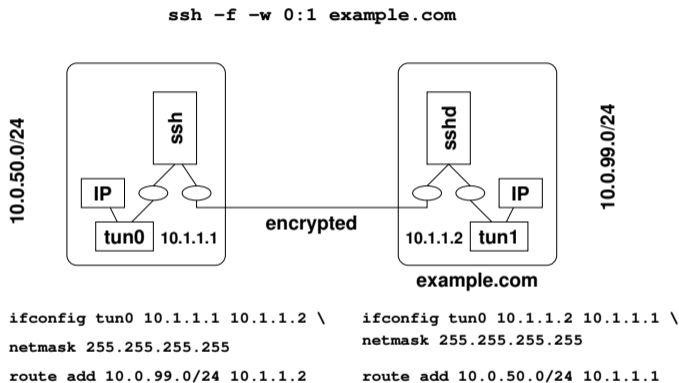 ssh -f -w 0:1 example.com
10.0.50.0/24
ssh
IP
tun0
10.1.1.1
encrypted
sshd
IP
10.1.1.2
tun1
10.0.99.0/24
example.com
ifconfig tun0 10.1.1.1 10.1.1.2 \
netmask 255.255.255.255
route add 10.0.99.0/24 10.1.1.2
ifconfig tun0 10.1.1.2 10.1.1.1 \
netmask 255.255.255.255
route add 10.0.50.0/24 10.1.1.1